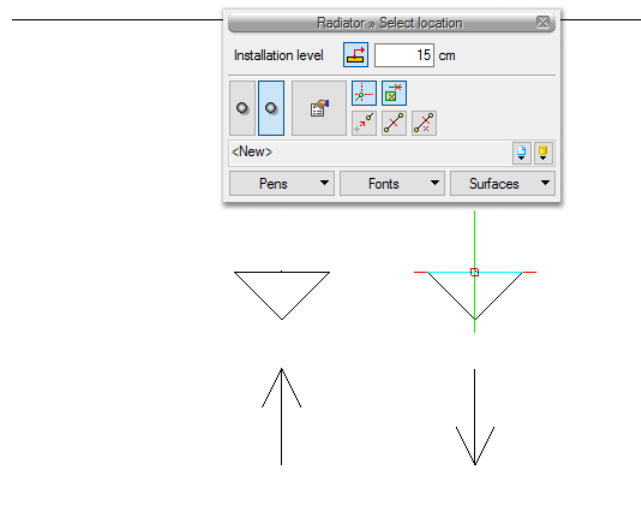 Radiator » Select location
Installation level 15 cm
<New>
Pens Fonts Surfaces